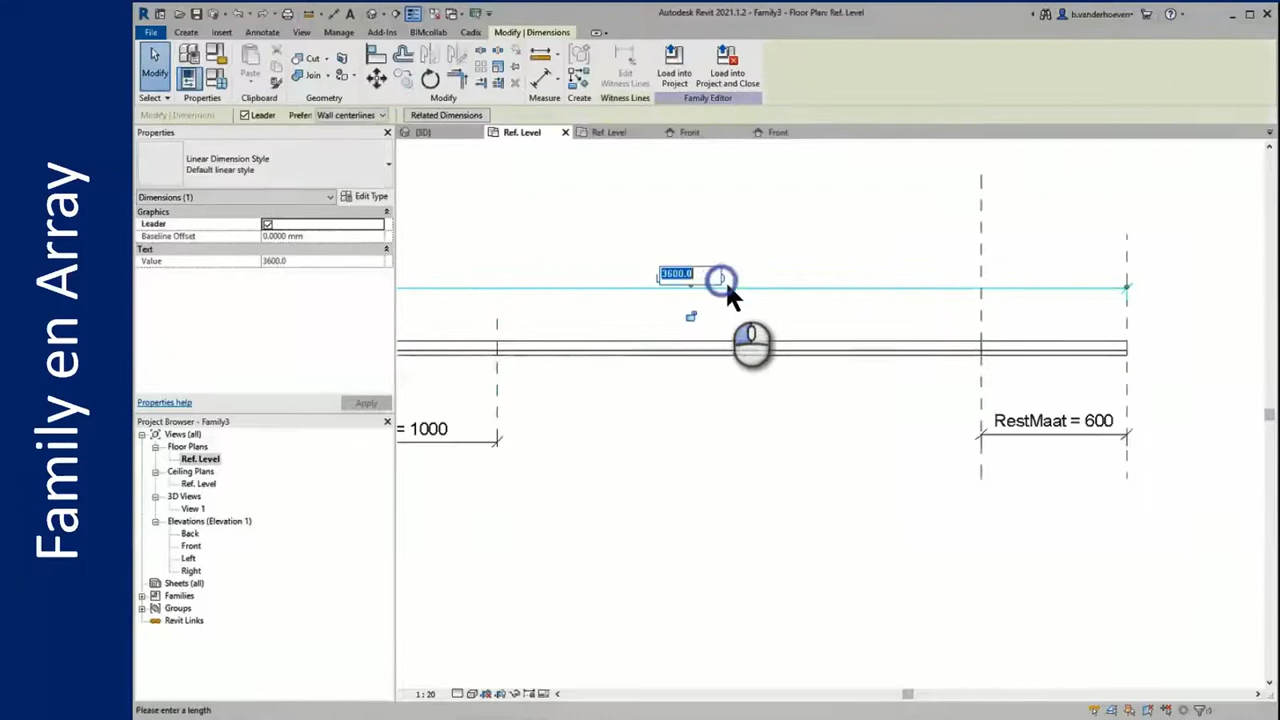 Family en Array
Autodesk Revit 2021.1.2 - Family3 - Floor Plan: Ref. Level
b.vanderhoeven
File Create Insert Annotate View Manage Add-Ins BIMcollab Cadix Modify | Dimensions
Modify
Paste
Cut
Join
Edit
Witness Lines
Load into
Project
Load into
Project and Close
Select Properties Clipboard Geometry Modify Measure Create Witness Lines Family Editor
Modify | Dimensions Leader Prefer: Wall centerlines Related Dimensions
Properties
{3D} Ref. Level Ref. Level Front Front
Linear Dimension Style
Default linear style
Dimensions (1) Edit Type
Graphics
Leader
Baseline Offset 0.0000 mm
Text
Value 3600.0
Properties help Apply
Project Browser - Family3
Views (all)
Floor Plans
Ref. Level
Ceiling Plans
Ref. Level
3D Views
View 1
Elevations (Elevation 1)
Back
Front
Left
Right
Sheets (all)
Families
Groups
Revit Links
3600.0
= 1000
RestMaat = 600
1 : 20
Please enter a length